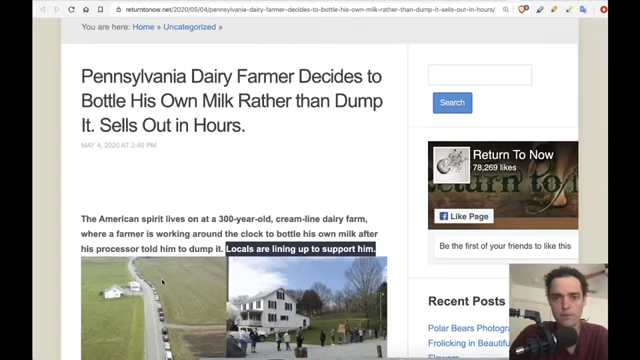 returntonow.net/2020/05/04/pennsylvania-dairy-farmer-decides-to-bottle-his-own-milk-rather-than-dump-it-sells-out-in-hours/
You are here: Home » Uncategorized »
Pennsylvania Dairy Farmer Decides to
Bottle His Own Milk Rather than Dump
It. Sells Out in Hours.
MAY 4, 2020 AT 2:40 PM
The American spirit lives on at a 300-year-old, cream-line dairy farm,
where a farmer is working around the clock to bottle his own milk after
his processor told him to dump it. Locals are lining up to support him.
Search
Return To Now
78,269 likes
Like Page
Be the first of your friends to like this
Recent Posts
Polar Bears Photogra
Frolicking in Beautiful